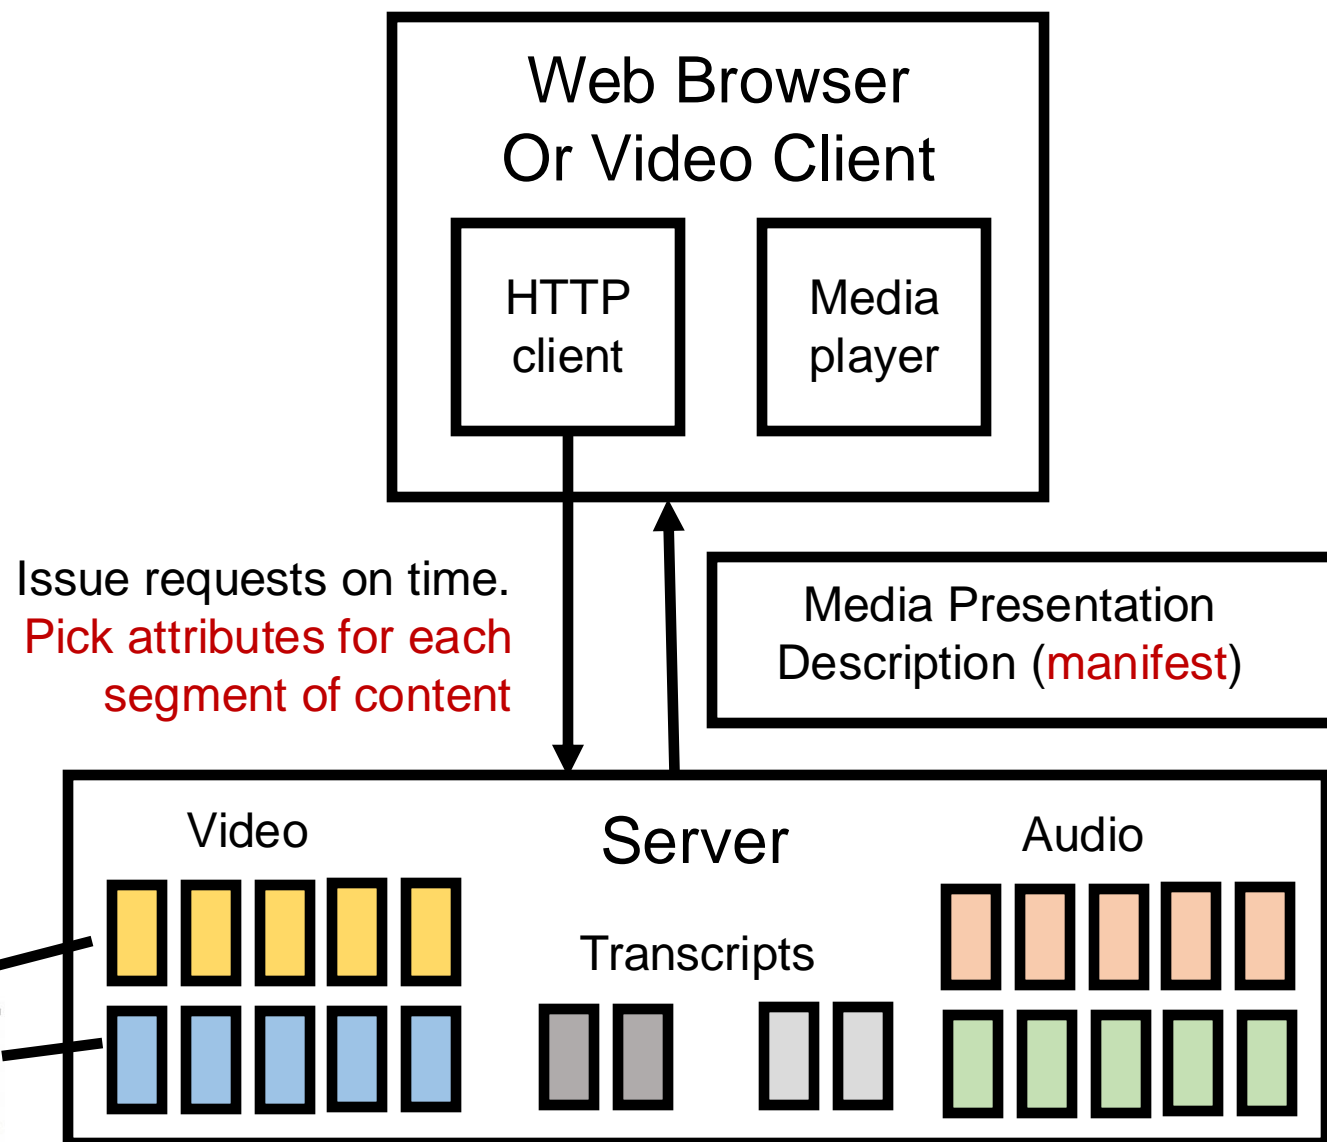 Web Browser
Or Video Client
HTTP
client
Media
player
Issue requests on time.
Pick attributes for each
segment of content
Media Presentation
Description (manifest)
Video
Server
Audio
Transcripts